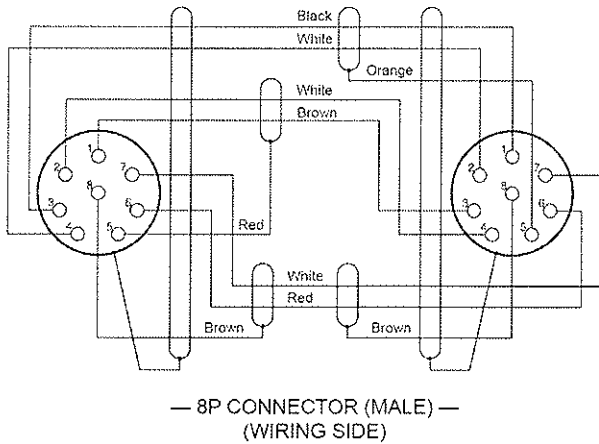 Black
White
Orange
White
Brown
1 2 3 4 5 6 7 8
1 2 3 4 5 6 7 8
Red
White
Red
Brown
Brown
— 8P CONNECTOR (MALE) —
(WIRING SIDE)